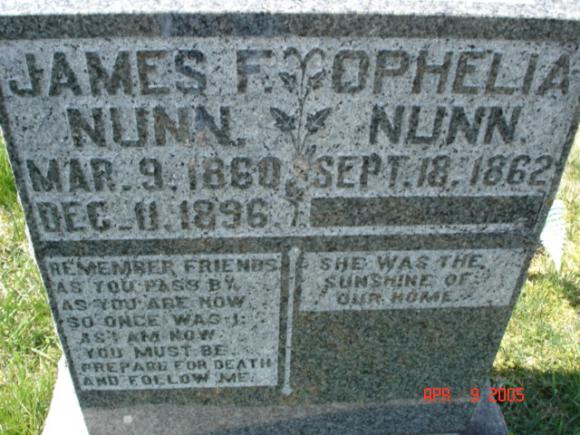 JAMES F.
NUNN.
MAR. 9. 1860
DEC. 11. 1896
OPHELIA
NUNN
SEPT. 18. 1862
REMEMBER FRIENDS
AS YOU PASS BY
AS YOU ARE NOW
SO ONCE WAS I;
AS I AM NOW
YOU MUST BE
PREPARE FOR DEATH
AND FOLLOW ME.
SHE WAS THE
SUNSHINE OF
OUR HOME
APR 9 2005